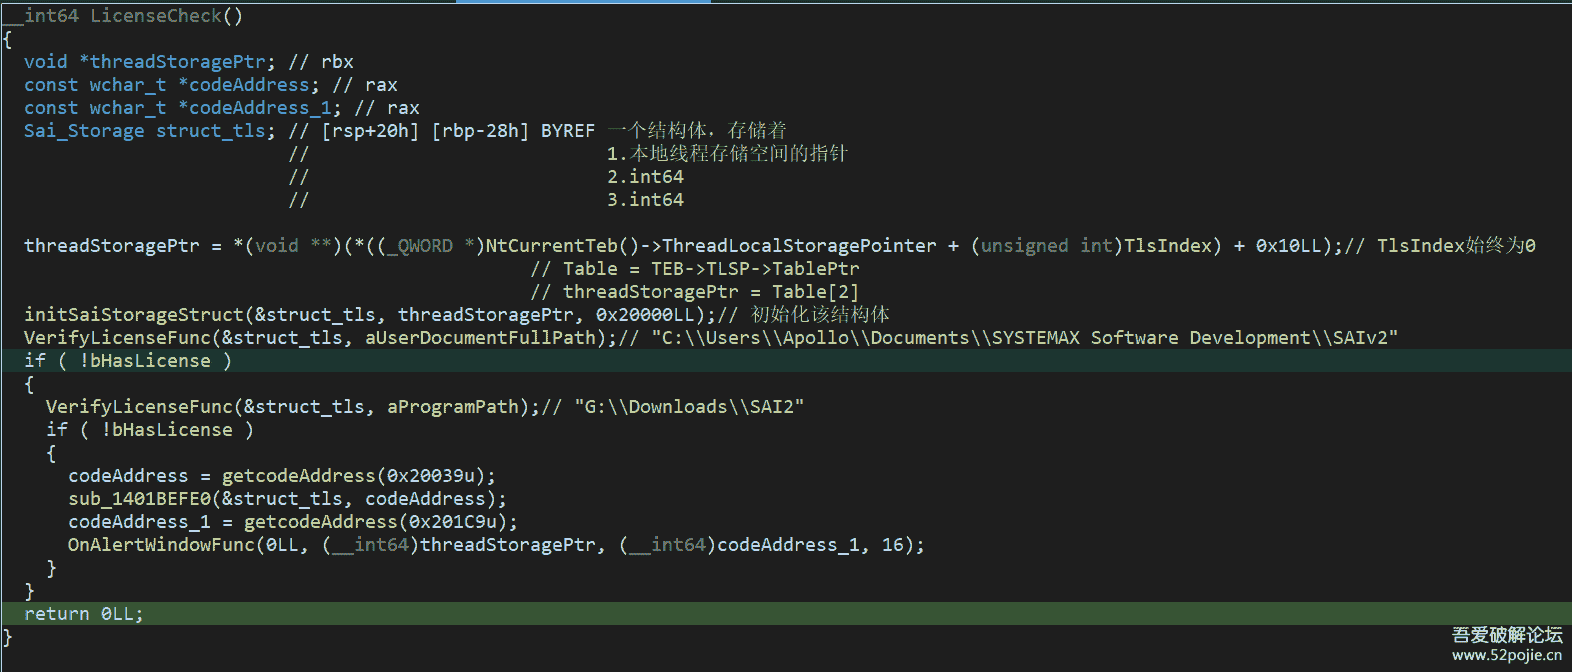 __int64 LicenseCheck()
{
void *threadStoragePtr; // rbx
const wchar_t *codeAddress; // rax
const wchar_t *codeAddress_1; // rax
Sai_Storage struct_tls; // [rsp+20h] [rbp-28h] BYREF 一个结构体，存储着
// 1.本地线程存储空间的指针
// 2.int64
// 3.int64
threadStoragePtr = *(void **)(*((_QWORD *)NtCurrentTeb()->ThreadLocalStoragePointer + (unsigned int)TlsIndex) + 0x10LL);// TlsIndex始终为0
// Table = TEB->TLSP->TablePtr
// threadStoragePtr = Table[2]
initSaiStorageStruct(&struct_tls, threadStoragePtr, 0x20000LL);// 初始化该结构体
VerifyLicenseFunc(&struct_tls, aUserDocumentFullPath);// "C:\\Users\\Apollo\\Documents\\SYSTEMAX Software Development\\SAIv2"
if ( !bHasLicense )
{
VerifyLicenseFunc(&struct_tls, aProgramPath);// "G:\\Downloads\\SAI2"
if ( !bHasLicense )
{
codeAddress = getcodeAddress(0x20039u);
sub_1401BEFE0(&struct_tls, codeAddress);
codeAddress_1 = getcodeAddress(0x201C9u);
OnAlertWindowFunc(0LL, (__int64)threadStoragePtr, (__int64)codeAddress_1, 16);
}
}
return 0LL;
}
吾爱破解论坛
www.52pojie.cn